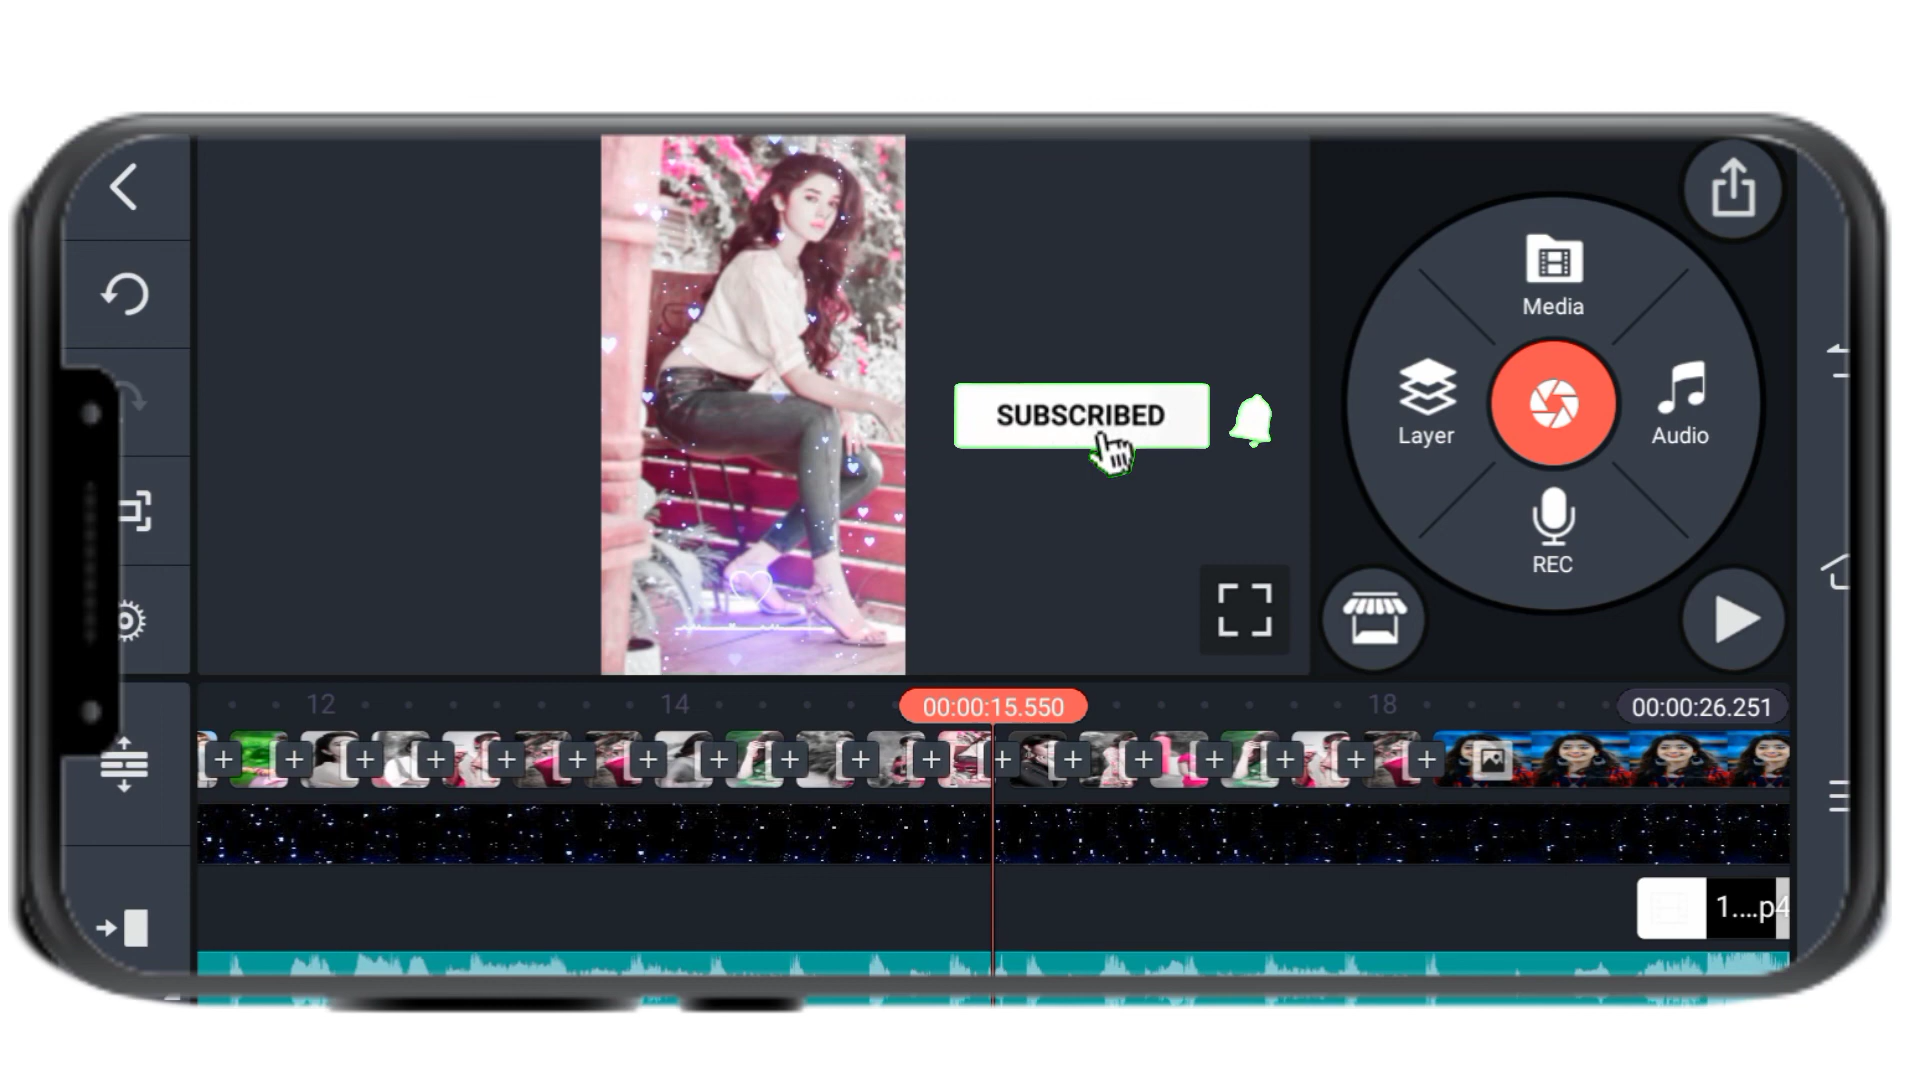 Media
Layer
Audio
REC
SUBSCRIBED
12
14
00:00:15.550
18
00:00:26.251
1....p4